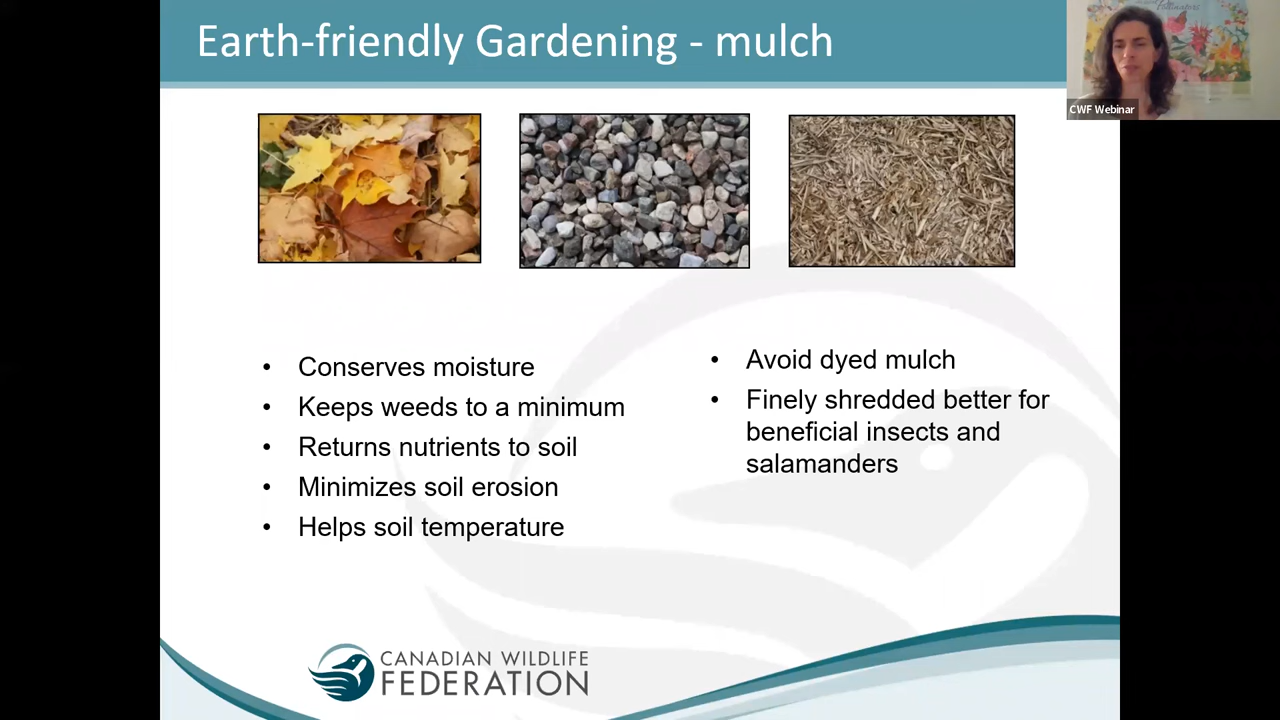 Earth-friendly Gardening - mulch
CWF Webinar
• Conserves moisture
• Keeps weeds to a minimum
• Returns nutrients to soil
• Minimizes soil erosion
• Helps soil temperature
• Avoid dyed mulch
• Finely shredded better for
beneficial insects and
salamanders
CANADIAN WILDLIFE
FEDERATION